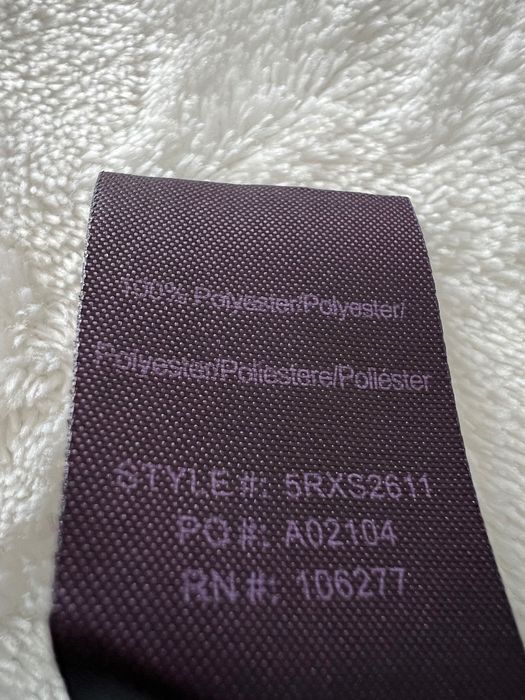 100% Polyester/Polyester/
Polyester/Poliestere/Poliéster
STYLE #: 5RXS2611
PO #: A02104
RN #: 106277